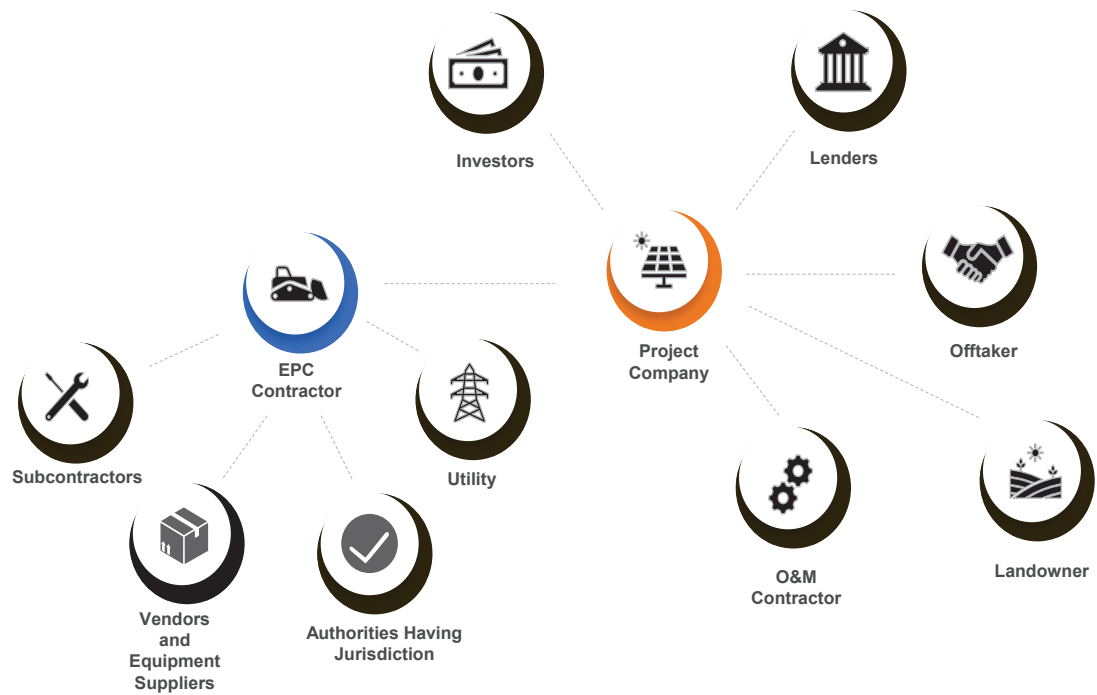 Investors
Lenders
Project
Company
Offtaker
EPC
Contractor
Subcontractors
Utility
Vendors
and
Equipment
Suppliers
Authorities Having
Jurisdiction
O&M
Contractor
Landowner